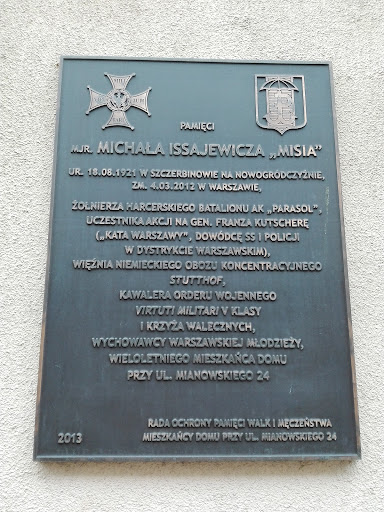 PAMIĘCI
MJR. MICHAŁA ISSAJEWICZA „MISIA”
UR. 18.08.1921 W SZCZERBINOWIE NA NOWOGRÓDCZYŹNIE,
ZM. 4.03.2012 W WARSZAWIE,
ŻOŁNIERZA HARCERSKIEGO BATALIONU AK „PARASOL”,
UCZESTNIKA AKCJI NA GEN. FRANZA KUTSCHERĘ
(„KATA WARSZAWY”, DOWÓDCĘ SS I POLICJI
W DYSTRYKCIE WARSZAWSKIM),
WIĘŹNIA NIEMIECKIEGO OBOZU KONCENTRACYJNEGO
STUTTHOF,
KAWALERA ORDERU WOJENNEGO
VIRTUTI MILITARI V KLASY
I KRZYŻA WALECZNYCH,
WYCHOWAWCY WARSZAWSKIEJ MŁODZIEŻY,
WIELOLETNIEGO MIESZKAŃCA DOMU
PRZY UL. MIANOWSKIEGO 24
RADA OCHRONY PAMIĘCI WALK I MĘCZEŃSTWA
2013 MIESZKAŃCY DOMU PRZY UL. MIANOWSKIEGO 24